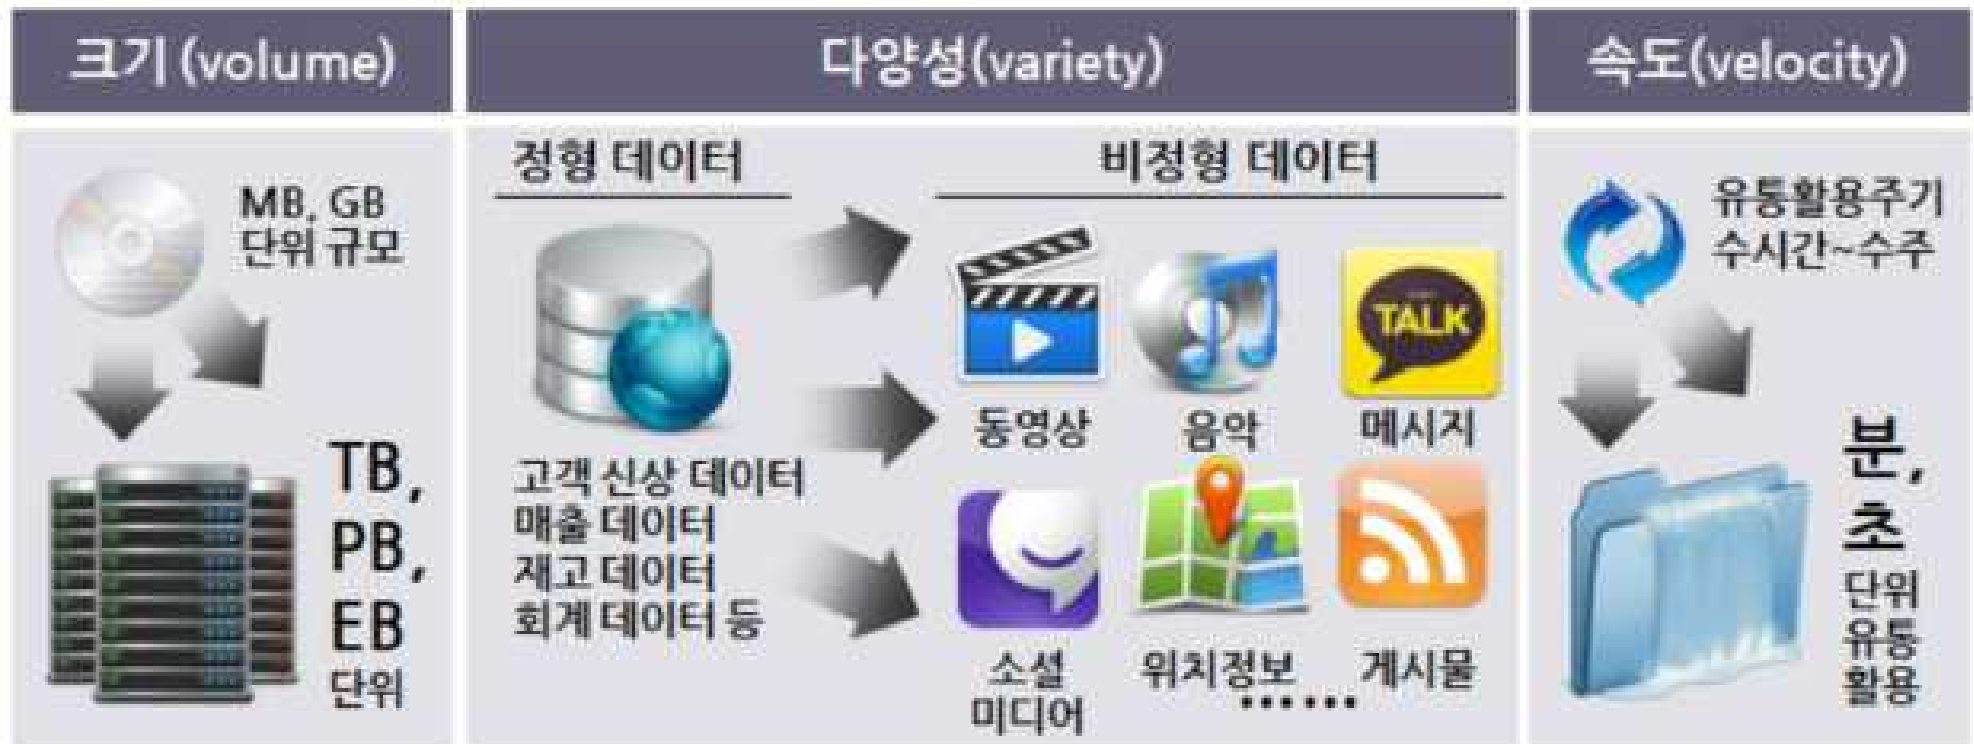 크기 (volume)
MB, GB
단위 규모
TB,
PB,
EB
단위
다양성(variety)
정형 데이터
고객 신상 데이터
매출 데이터
재고 데이터
회계 데이터 등
비정형 데이터
TALK
동영상
음악
메시지
소셜
미디어
위치정보
게시물
......
속도(velocity)
유통활용주기
수시간~수주
분,
초
단위
유통
활용